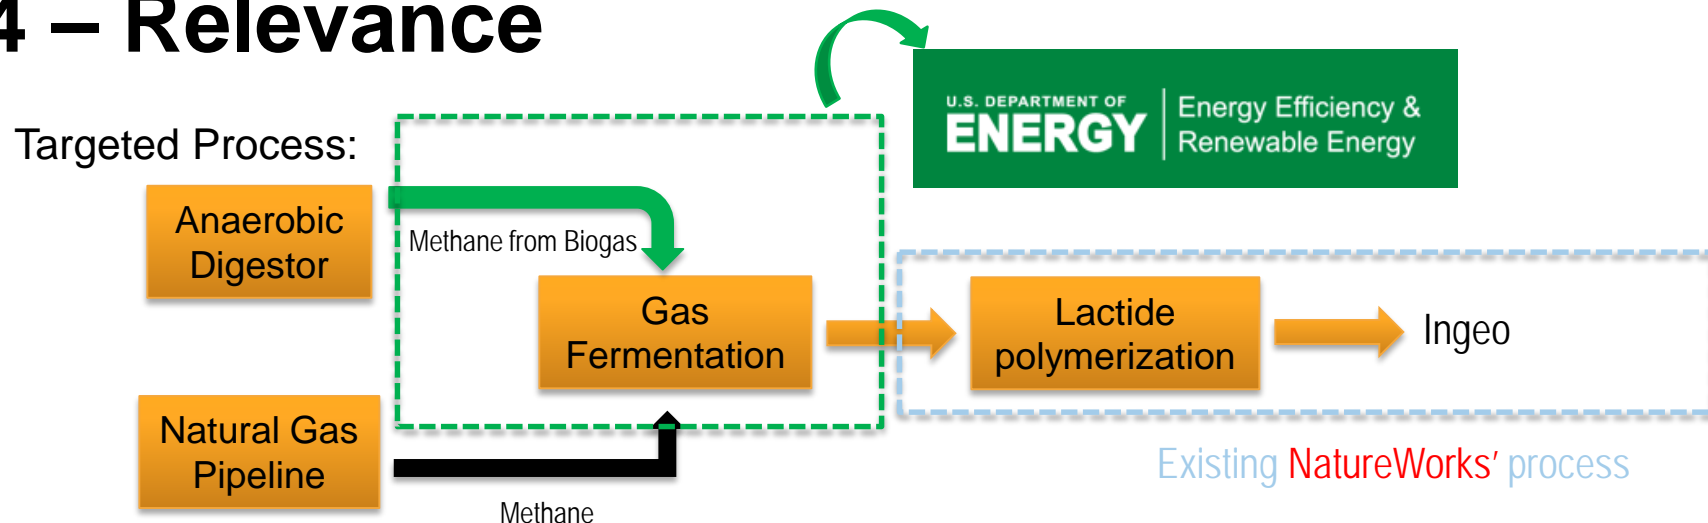 4 – Relevance
Targeted Process:
U.S. DEPARTMENT OF
ENERGY
Energy Efficiency &
Renewable Energy
Anaerobic
Digestor
Methane from Biogas
Gas
Fermentation
Lactide
polymerization
Ingeo
Natural Gas
Pipeline
Methane
Existing NatureWorks' process